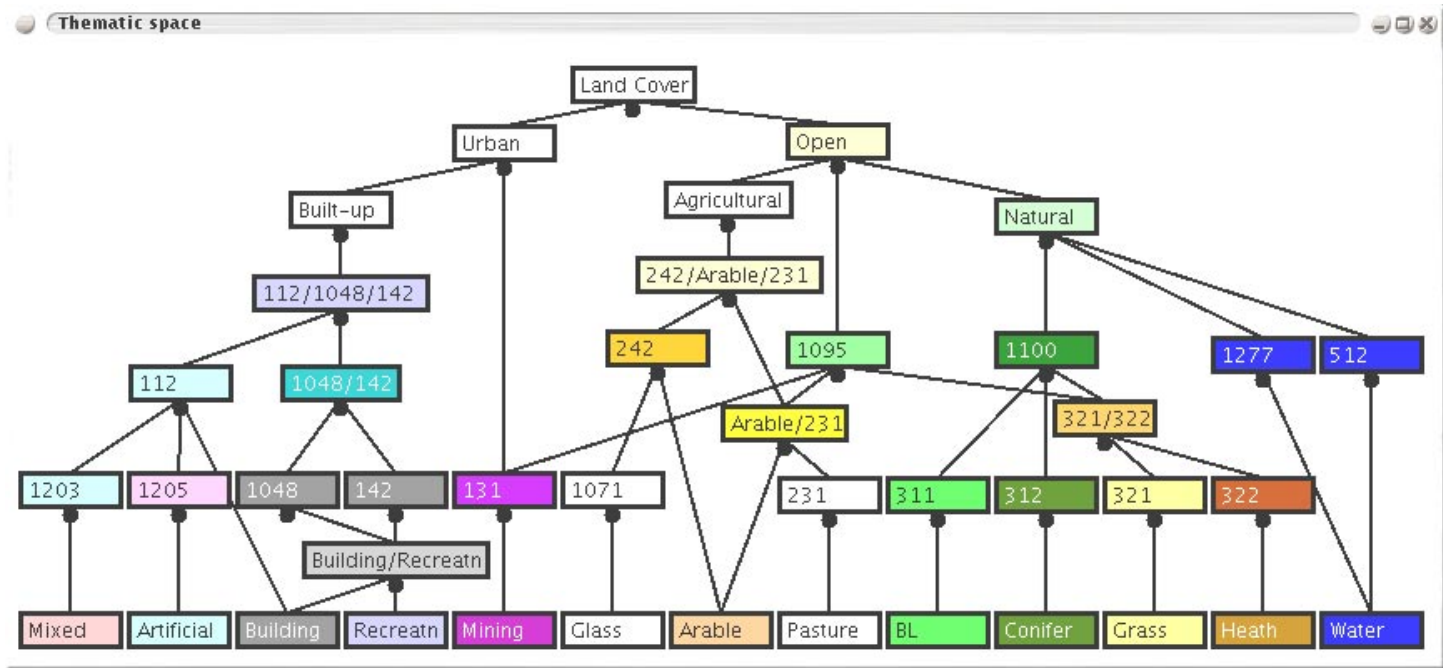 Thematic space
Land Cover
Urban
Open
Built-up
Agricultural
Natural
112/1048/142
242/Arable/231
242
1095
1100
1277
512
112
1048/142
Arable/231
321/322
1203
1205
1048
142
131
1071
231
311
312
321
322
Building/Recreatn
Mixed
Artificial
Building
Recreatn
Mining
Glass
Arable
Pasture
BL
Conifer
Grass
Heath
Water